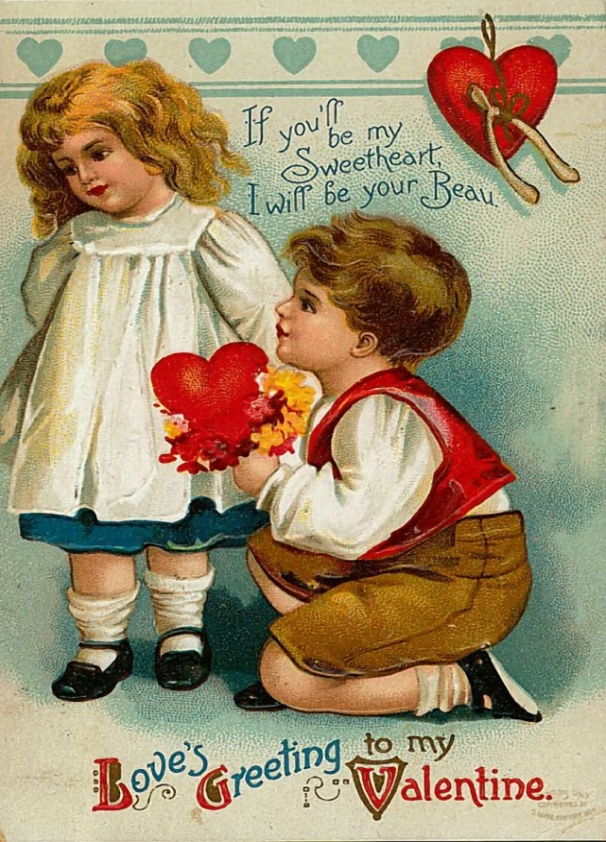 If you'll
be my
Sweetheart,
I will be your Beau.
Love's Greeting to my
Valentine.